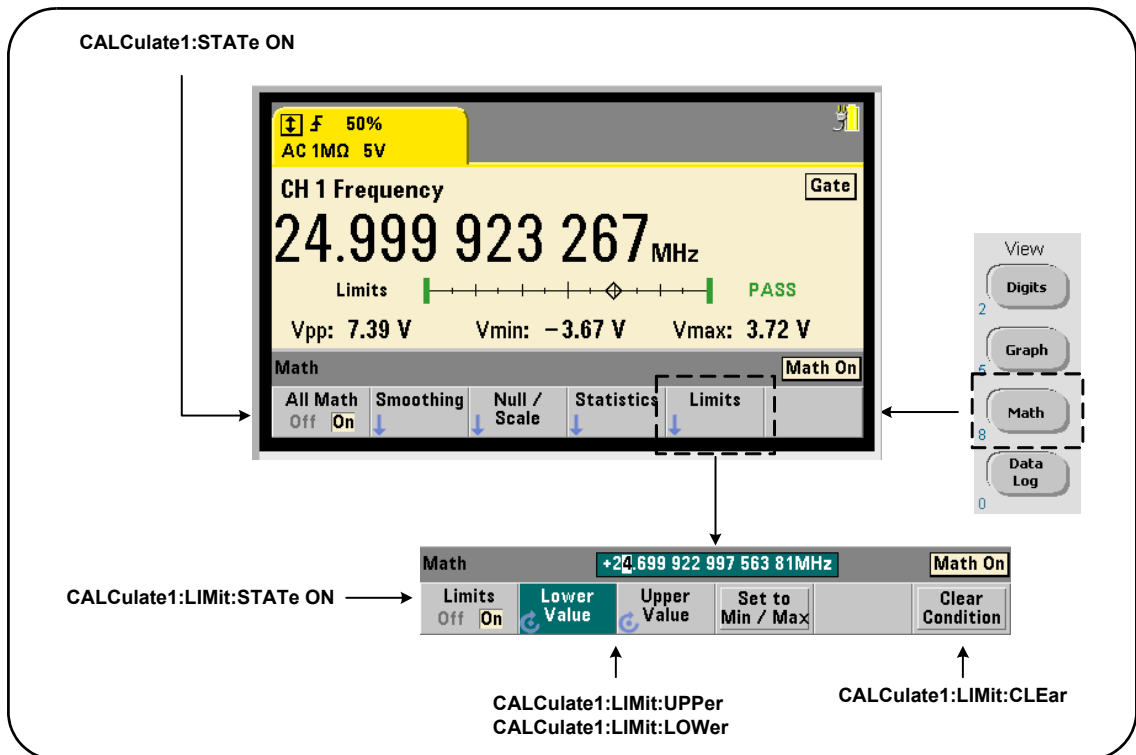 CALCulate1:STATe ON
50%
AC 1MΩ 5V
CH 1 Frequency
Gate
24.999 923 267 MHz
Limits
PASS
Vpp: 7.39 V Vmin: −3.67 V Vmax: 3.72 V
Math
Math On
All Math
Off On
Smoothing
Null /
Scale
Statistics
Limits
View
Digits
2
Graph
5
Math
8
Data
Log
0
Math
+24.699 922 997 563 81MHz
Math On
CALCulate1:LIMit:STATe ON
Limits
Off On
Lower
Value
Upper
Value
Set to
Min / Max
Clear
Condition
CALCulate1:LIMit:UPPer
CALCulate1:LIMit:LOWer
CALCulate1:LIMit:CLEar